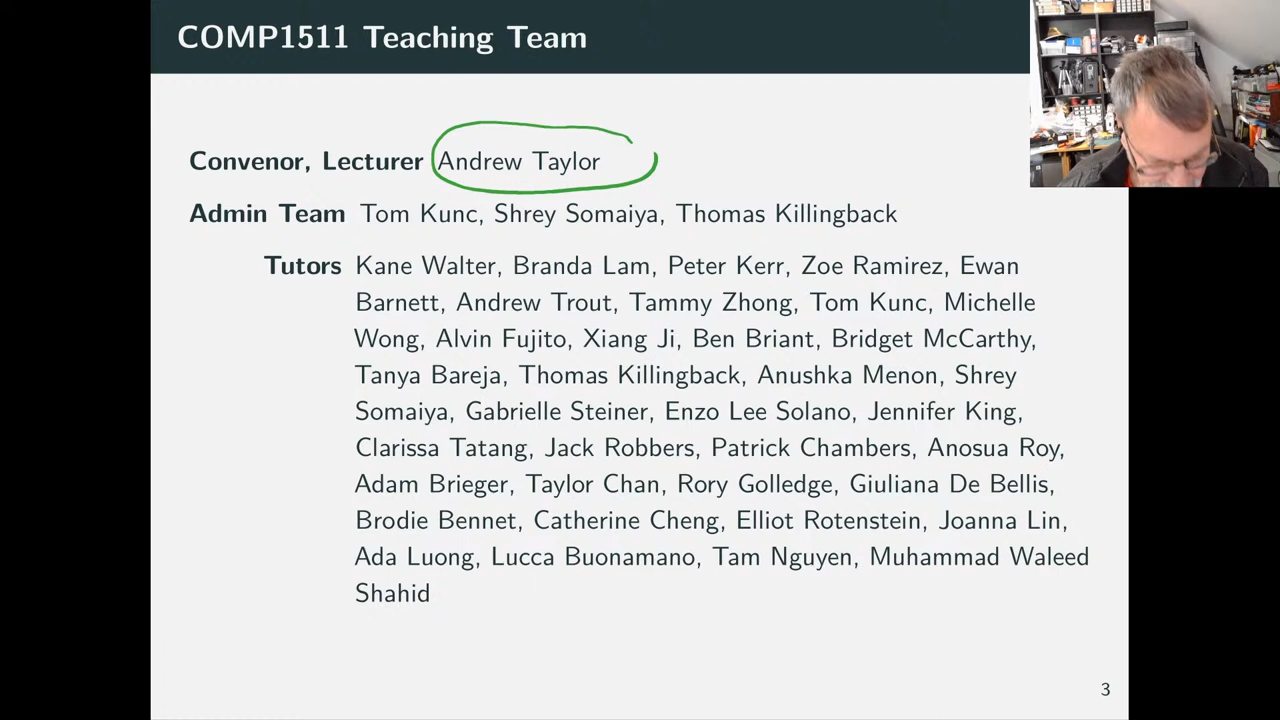 COMP1511 Teaching Team
Convenor, Lecturer Andrew Taylor
Admin Team Tom Kunc, Shrey Somaiya, Thomas Killingback
Tutors Kane Walter, Branda Lam, Peter Kerr, Zoe Ramirez, Ewan
Barnett, Andrew Trout, Tammy Zhong, Tom Kunc, Michelle
Wong, Alvin Fujito, Xiang Ji, Ben Briant, Bridget McCarthy,
Tanya Bareja, Thomas Killingback, Anushka Menon, Shrey
Somaiya, Gabrielle Steiner, Enzo Lee Solano, Jennifer King,
Clarissa Tatang, Jack Robbers, Patrick Chambers, Anosua Roy,
Adam Brieger, Taylor Chan, Rory Golledge, Giuliana De Bellis,
Brodie Bennet, Catherine Cheng, Elliot Rotenstein, Joanna Lin,
Ada Luong, Lucca Buonamano, Tam Nguyen, Muhammad Waleed
Shahid
3